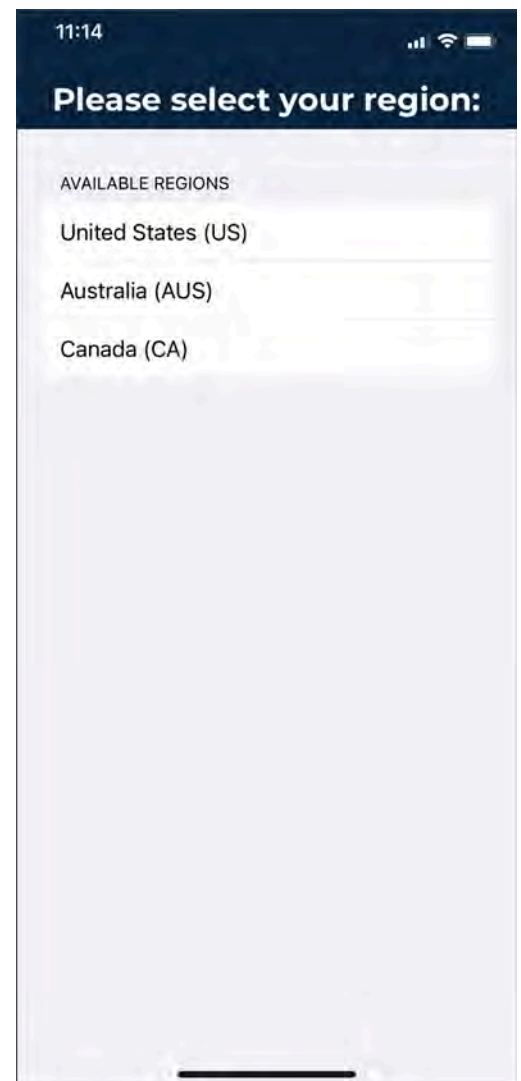 11:14
Please select your region:
AVAILABLE REGIONS
United States (US)
Australia (AUS)
Canada (CA)